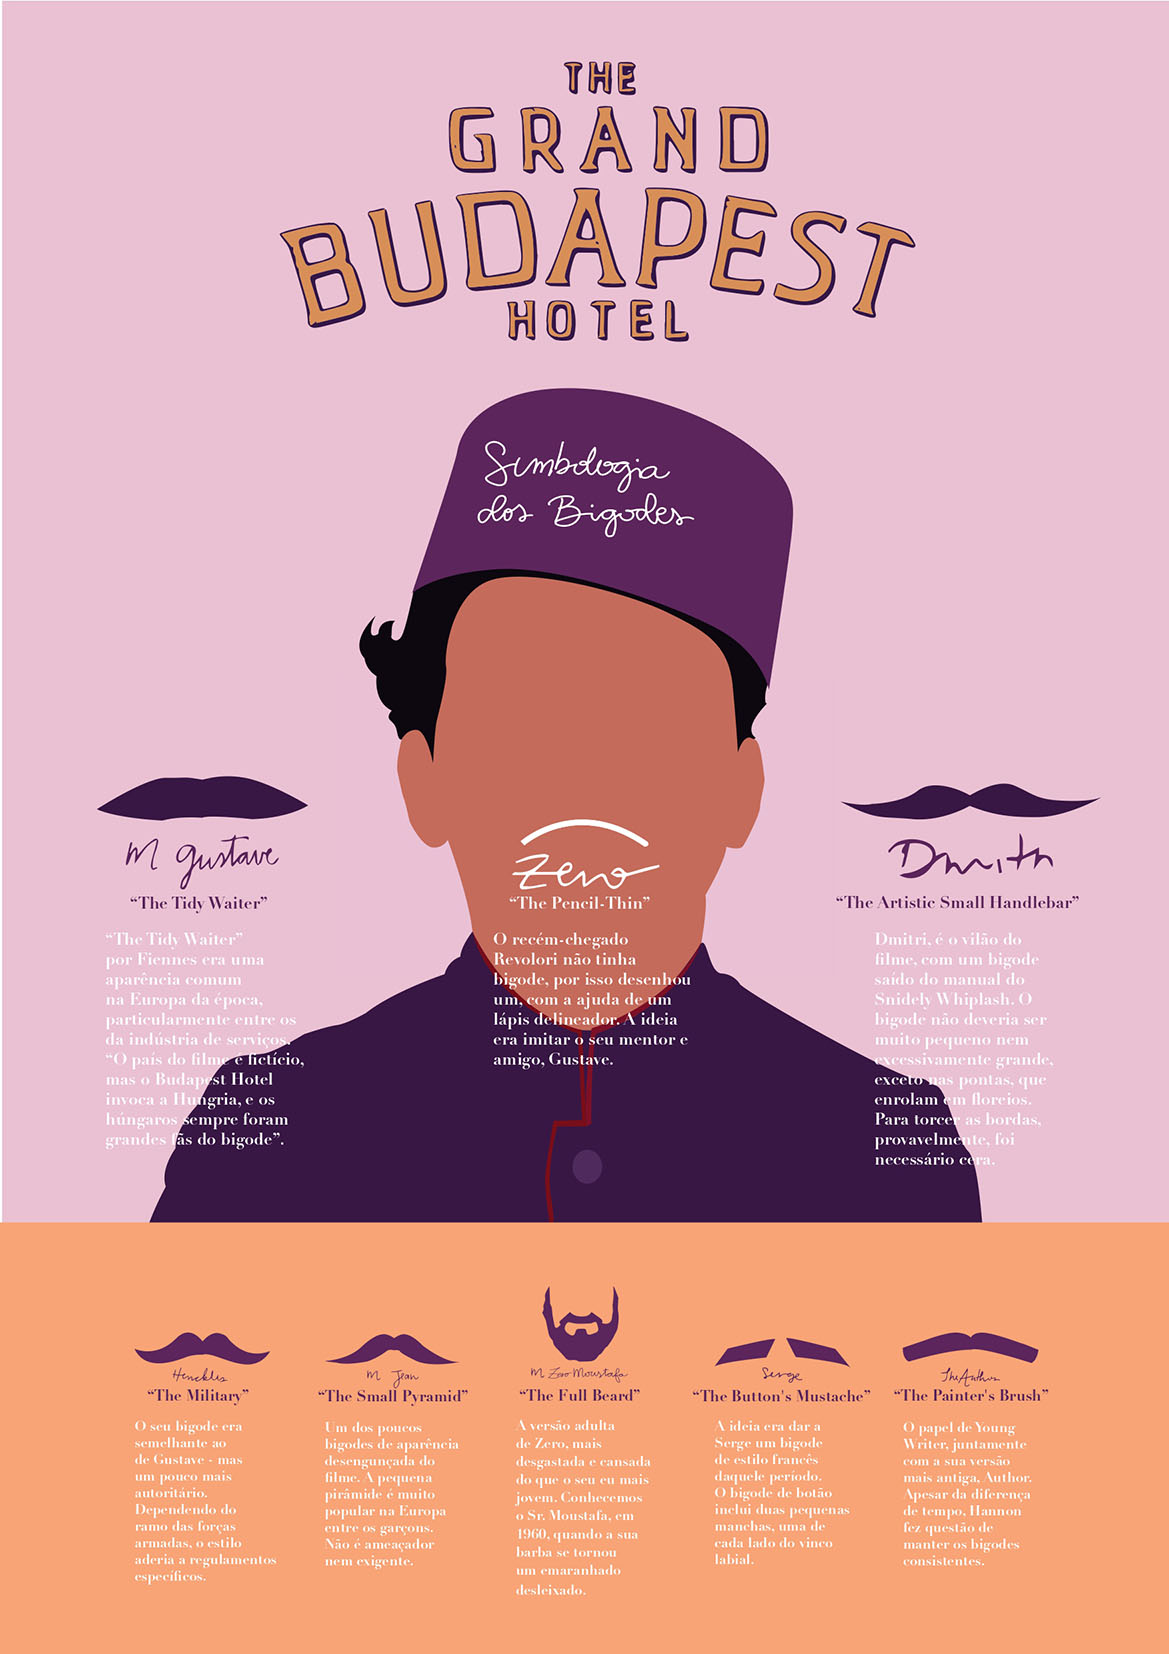 THE
GRAND
BUDAPEST
HOTEL
Simbologia
dos Bigodes
M Gustave
“The Tidy Waiter”
“The Tidy Waiter”
por Fiennes era uma
aparência comum
na Europa da época,
particularmente entre os
da indústria de serviços.
“O país do filme é fictício,
mas o Budapest Hotel
invoca a Hungria, e os
húngaros sempre foram
grandes fãs do bigode”.
Zero
“The Pencil-Thin”
O recém-chegado
Revolori não tinha
bigode, por isso desenhou
um, com a ajuda de um
lápis delineador. A ideia
era imitar o seu mentor e
amigo, Gustave.
Dmitri
“The Artistic Small Handlebar”
Dmitri, é o vilão do
filme, com um bigode
saído do manual do
Snidely Whiplash. O
bigode não deveria ser
muito pequeno nem
excessivamente grande,
exceto nas pontas, que
enrolam em floreios.
Para torcer as bordas,
provavelmente, foi
necessário cera.
Henckles
“The Military”
O seu bigode era
semelhante ao
de Gustave - mas
um pouco mais
autoritário.
Dependendo do
ramo das forças
armadas, o estilo
aderia a regulamentos
específicos.
M Jean
“The Small Pyramid”
Um dos poucos
bigodes de aparência
desengunçada do
filme. A pequena
pirâmide é muito
popular na Europa
entre os garçons.
Não é ameaçador
nem exigente.
M Zero Moustafa
“The Full Beard”
A versão adulta
de Zero, mais
desgastada e cansada
do que o seu eu mais
jovem. Conhecemos
o Sr. Moustafa, em
1960, quando a sua
barba se tornou
um emaranhado
desleixado.
Serge
“The Button's Mustache”
A ideia era dar a
Serge um bigode
de estilo francês
daquele período.
O bigode de botão
inclui duas pequenas
manchas, uma de
cada lado do vinco
labial.
The Author
“The Painter's Brush”
O papel de Young
Writer, juntamente
com a sua versão
mais antiga, Author.
Apesar da diferença
de tempo, Hannon
fez questão de
manter os bigodes
consistentes.